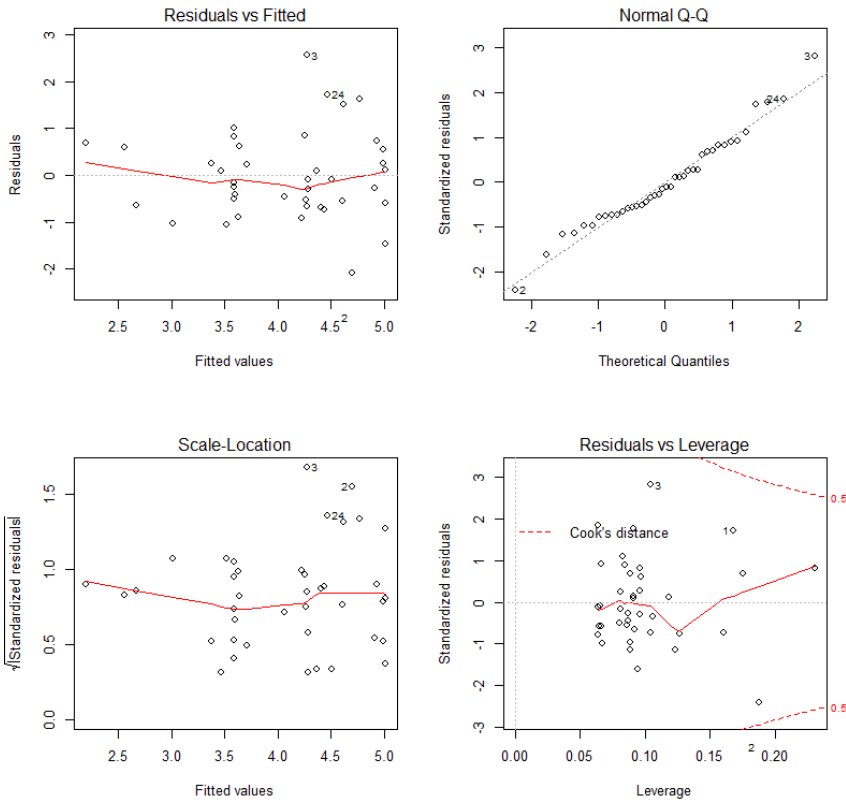 Residuals vs Fitted
Residuals
3
2
1
0
-1
-2
3
24
2
2.5 3.0 3.5 4.0 4.5 5.0
Fitted values
Normal Q-Q
Standardized residuals
3
2
1
0
-1
-2
3
24
2
-2 -1 0 1 2
Theoretical Quantiles
Scale-Location
√|Standardized residuals|
1.5
1.0
0.5
0.0
3
2
24
2.5 3.0 3.5 4.0 4.5 5.0
Fitted values
Residuals vs Leverage
Standardized residuals
3
2
1
0
-1
-2
-3
3
1
0.5
Cook's distance
0.5
2
0.00 0.05 0.10 0.15 0.20
Leverage